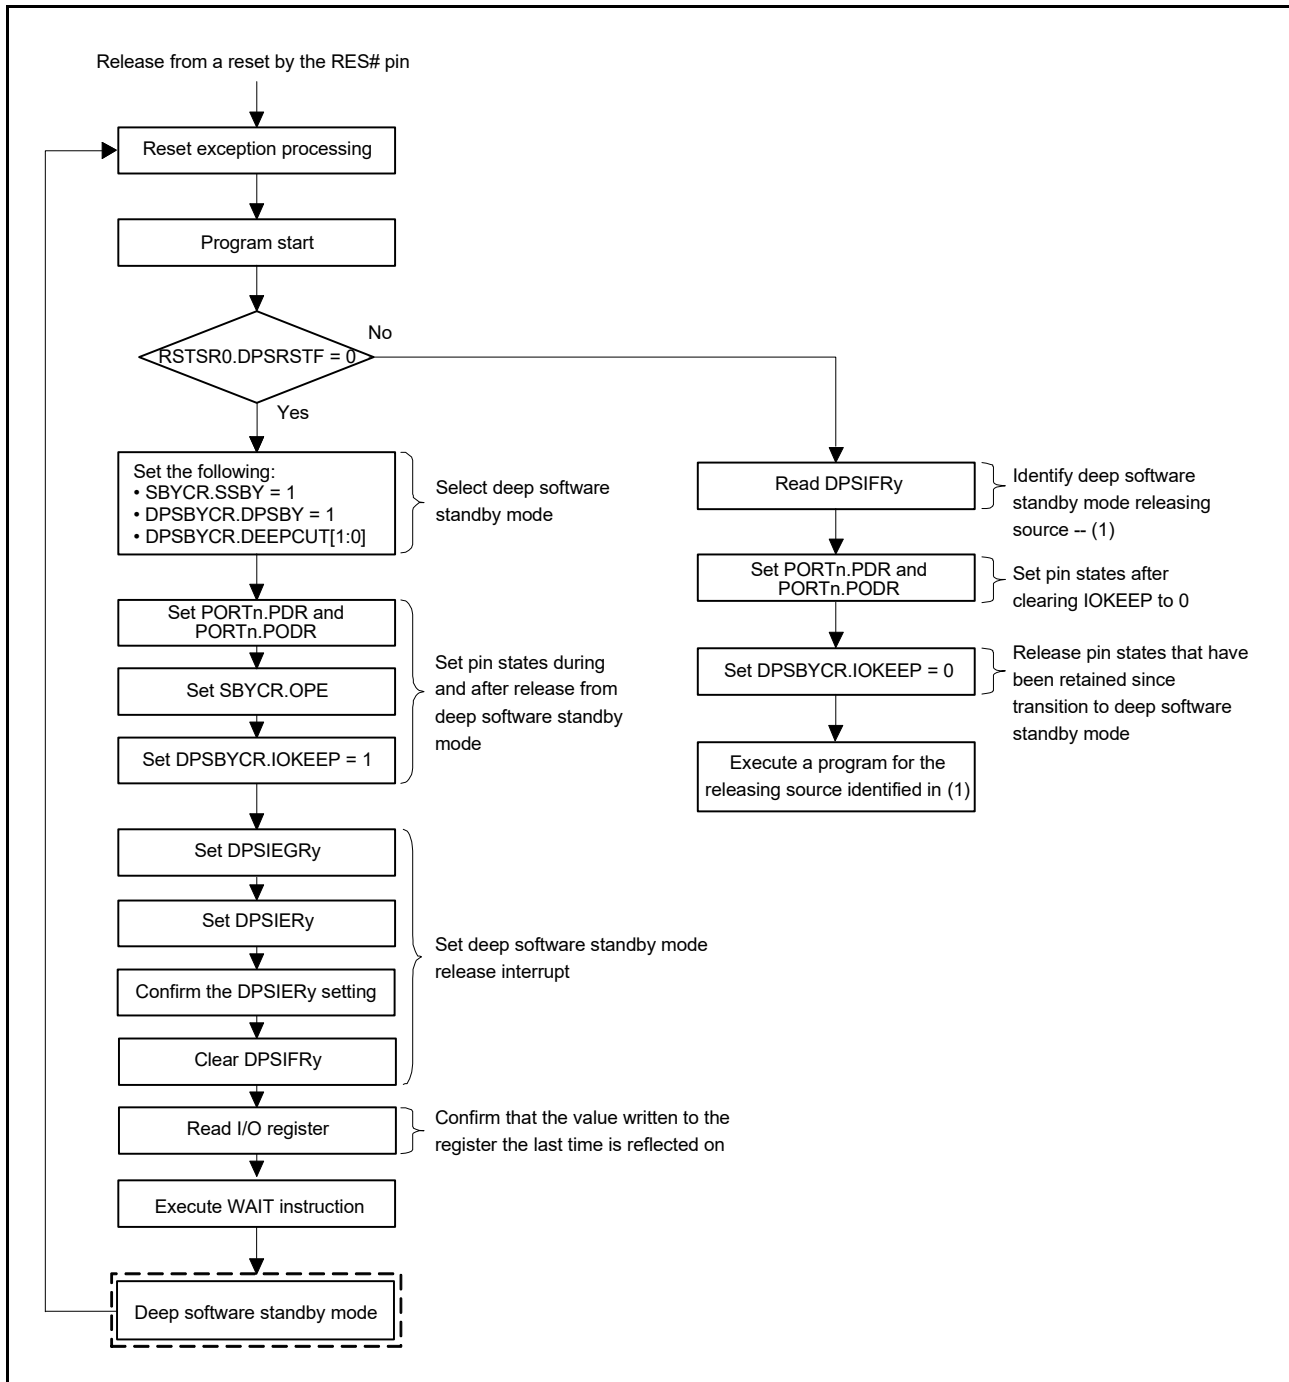 Release from a reset by the RES# pin
Reset exception processing
Program start
RSTSR0.DPSRSTF = 0
No
Yes
Set the following:
• SBYCR.SSBY = 1
• DPSBYCR.DPSBY = 1
• DPSBYCR.DEEPCUT[1:0]
Select deep software
standby mode
Set PORTn.PDR and
PORTn.PODR
Set SBYCR.OPE
Set DPSBYCR.IOKEEP = 1
Set pin states during
and after release from
deep software standby
mode
Set DPSIEGRy
Set DPSIERy
Confirm the DPSIERy setting
Clear DPSIFRy
Set deep software standby mode
release interrupt
Read I/O register
Confirm that the value written to the
register the last time is reflected on
Execute WAIT instruction
Deep software standby mode
Read DPSIFRy
Identify deep software
standby mode releasing
source -- (1)
Set PORTn.PDR and
PORTn.PODR
Set pin states after
clearing IOKEEP to 0
Set DPSBYCR.IOKEEP = 0
Release pin states that have
been retained since
transition to deep software
standby mode
Execute a program for the
releasing source identified in (1)